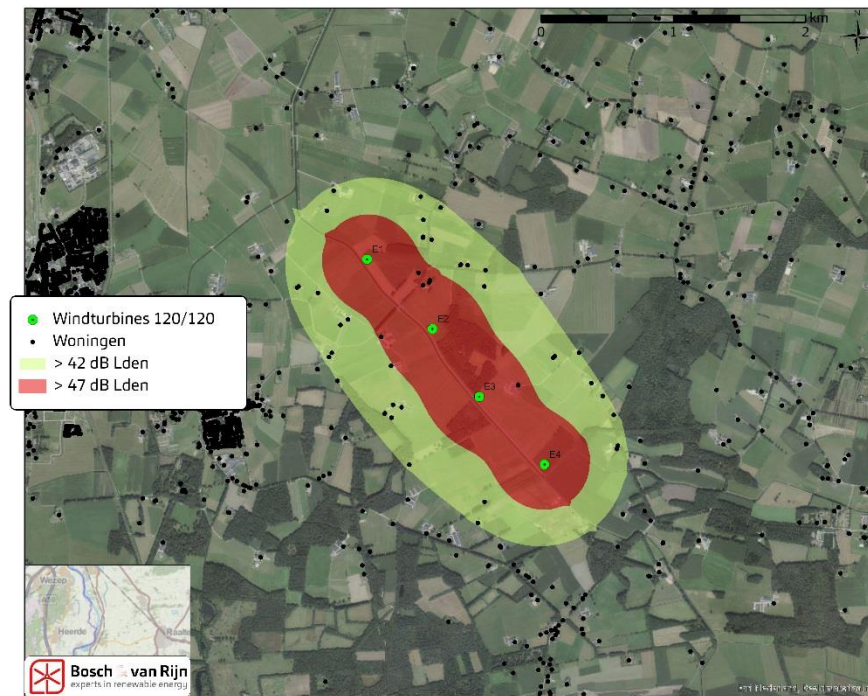 km
0 1 2
E1
E2
E3
E4
Windturbines 120/120
Woningen
> 42 dB Lden
> 47 dB Lden
Wezep
Heerde
Raalte
Bosch & van Rijn
experts in renewable energy